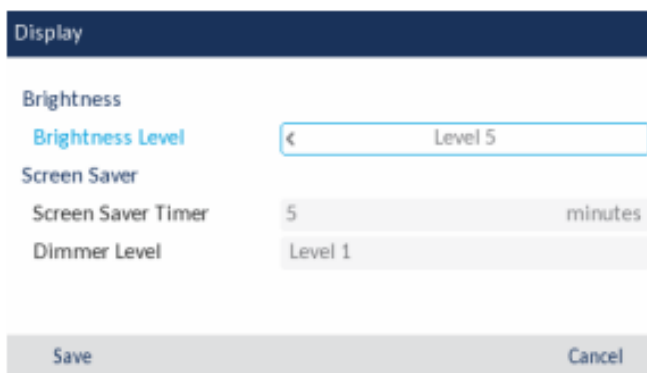 Display
Brightness
Brightness Level < Level 5
Screen Saver
Screen Saver Timer 5 minutes
Dimmer Level Level 1
Save Cancel